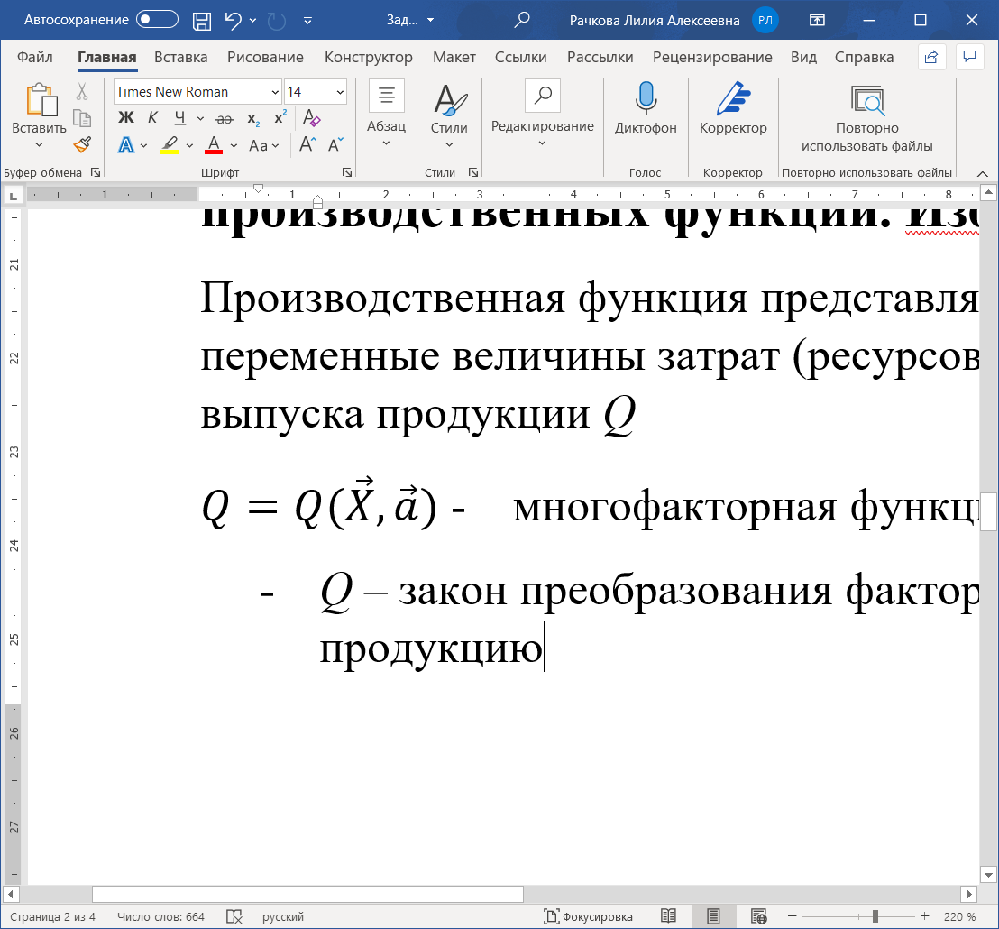 Автосохранение
Зад...
Рачкова Лилия Алексеевна
РЛ
Файл Главная Вставка Рисование Конструктор Макет Ссылки Рассылки Рецензирование Вид Справка
Вставить
Times New Roman 14
Ж К Ч ab x₂ x²
А А Aa A A
Абзац
Стили
Редактирование
Диктофон
Корректор
Повторно
использовать файлы
Буфер обмена
Шрифт
Стили
Голос
Корректор
Повторно использовать файлы
1 1 2 3 4 5 6 7 8
21
22
23
24
25
26
27
производственных функций. Изо
Производственная функция представля
переменные величины затрат (ресурсов
выпуска продукции Q
Q = Q(X⃗, a⃗) - многофакторная функци
- Q – закон преобразования фактор
продукцию
Страница 2 из 4 Число слов: 664 русский Фокусировка 220 %